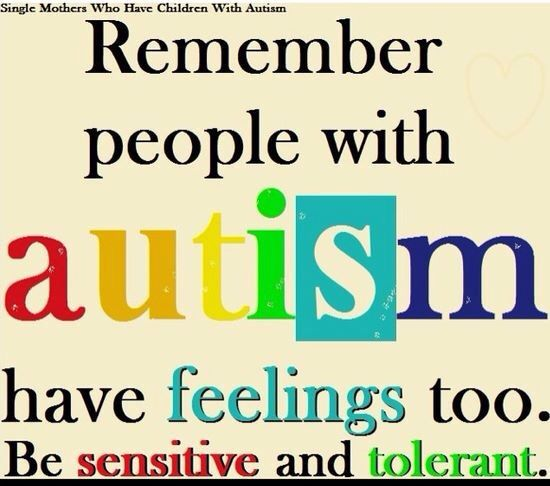 Single Mothers Who Have Children With Autism
Remember
people with
autism
have feelings too.
Be sensitive and tolerant.